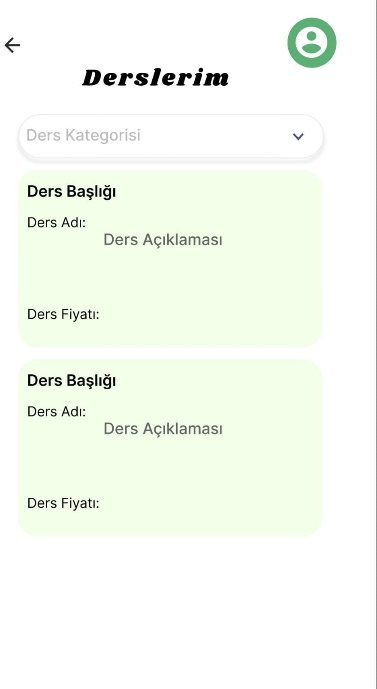 Derslerim
Ders Kategorisi
Ders Başlığı
Ders Adı:
Ders Açıklaması
Ders Fiyatı:
Ders Başlığı
Ders Adı:
Ders Açıklaması
Ders Fiyatı: